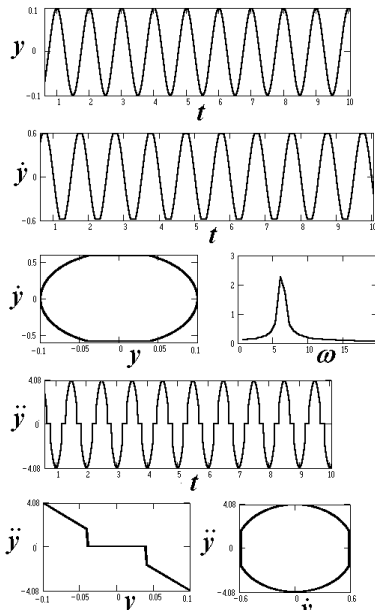 0.1
y 0
-0.1
1 2 3 4 5 6 7 8 9 10
t
0.6
ẏ 0
-0.6
1 2 3 4 5 6 7 8 9 10
t
0.5
ẏ 0
-0.5
-0.1 -0.05 0 0.05 0.1
y
3
2
1
0
0 5 10 15
ω
4.08
ÿ 0
-4.08
1 2 3 4 5 6 7 8 9 10
t
4.08
ÿ 0
-4.08
-0.1 -0.05 0 0.05 0.1
y
4.08
ÿ 0
-4.08
-0.6 0 0.6
ẏ